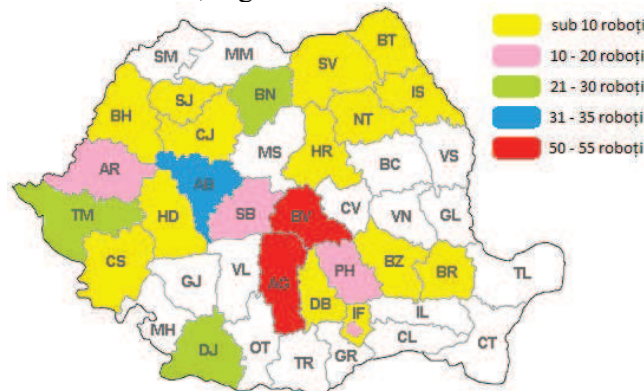 sub 10 roboți
10 - 20 roboți
21 - 30 roboți
31 - 35 roboți
50 - 55 roboți
SM
MM
BT
SV
IS
SJ
BN
BH
CJ
NT
MS
HR
BC
VS
AR
AB
TM
HD
SB
BV
CV
VN
GL
CS
GJ
VL
AG
PH
BZ
BR
TL
DB
IF
IL
MH
DJ
OT
TR
GR
CL
CT